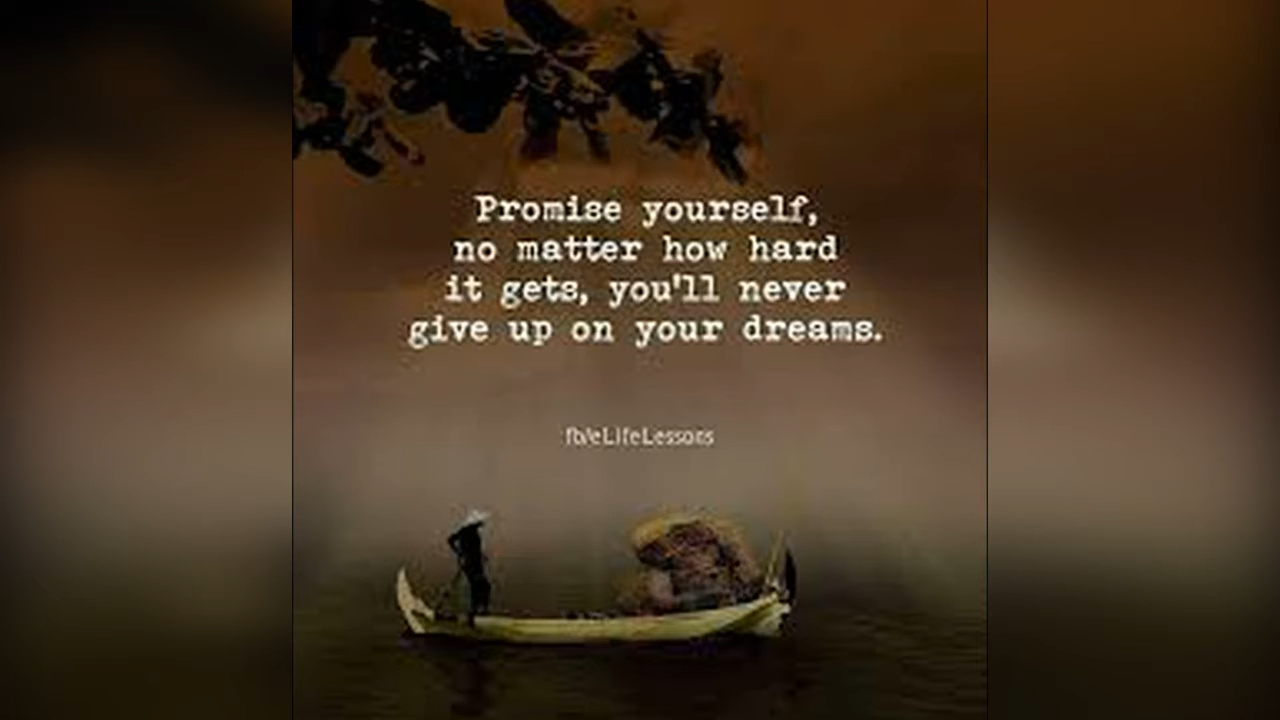 Promise yourself,
no matter how hard
it gets, you'll never
give up on your dreams.
fb/eLifeLessons